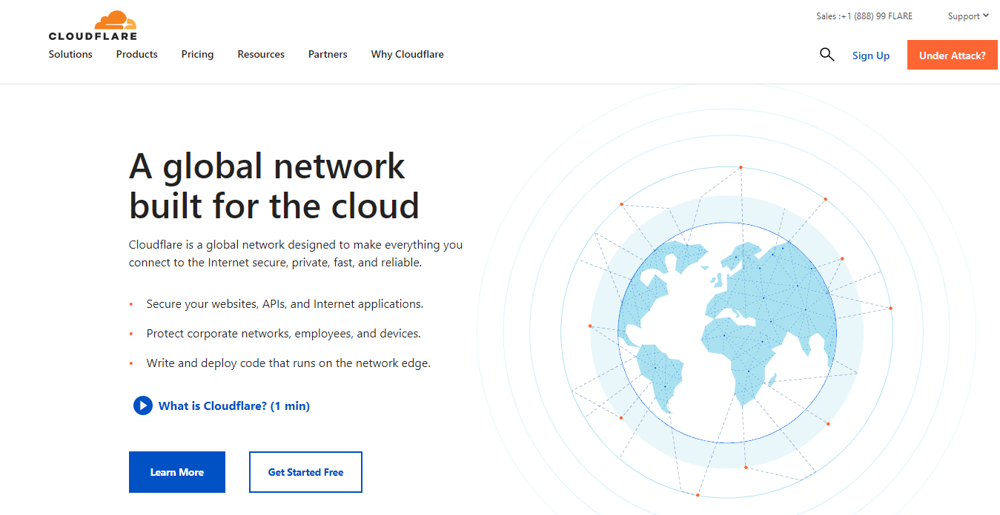 Sales :+1 (888) 99 FLARE
Support
CLOUDFLARE
Solutions
Products
Pricing
Resources
Partners
Why Cloudflare
Sign Up
Under Attack?
A global network
built for the cloud
Cloudflare is a global network designed to make everything you
connect to the Internet secure, private, fast, and reliable.
Secure your websites, APIs, and Internet applications.
Protect corporate networks, employees, and devices.
Write and deploy code that runs on the network edge.
What is Cloudflare? (1 min)
Learn More
Get Started Free